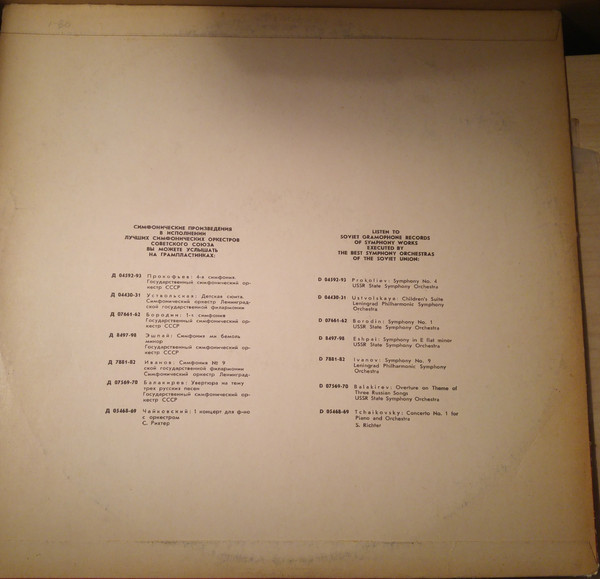 СИМФОНИЧЕСКИЕ ПРОИЗВЕДЕНИЯ
В ИСПОЛНЕНИИ
ЛУЧШИХ СИМФОНИЧЕСКИХ ОРКЕСТРОВ
СОВЕТСКОГО СОЮЗА
ВЫ МОЖЕТЕ УСЛЫШАТЬ
НА ГРАМПЛАСТИНКАХ:
Д 04592-93 Прокофьев: 4-я симфония.
Государственный симфонический ор-
кестр СССР
Д 04430-31 Уствольская: Детская сюита.
Симфонический оркестр Ленинград-
ской государственной филармонии
Д 07661-62 Бородин: 1-я симфония
Государственный симфонический ор-
кестр СССР
Д 8497-98 Эшпай: Симфония ми бемоль
минор
Государственный симфонический ор-
кестр СССР
Д 7881-82 Иванов: Симфония № 9
ской государственной филармонии
Симфонический оркестр Ленинград-
Д 07569-70 Балакирев: Увертюра на тему
трех русских песен
Государственный симфонический ор-
кестр СССР
Д 05468-69 Чайковский: 1 концерт для ф-но
с оркестром
С. Рихтер
LISTEN TO
SOVIET GRAMOPHONE RECORDS
OF SYMPHONY WORKS
EXECUTED BY
THE BEST SYMPHONY ORCHESTRAS
OF THE SOVIET UNION:
D 04592-93 Prokofiev: Symphony No. 4
USSR State Symphony Orchestra
D 04430-31 Ustvolskaya: Children's Suite
Leningrad Philharmonic Symphony
Orchestra
D 07661-62 Borodin: Symphony No. 1
USSR State Symphony Orchestra
D 8497-98 Eshpai: Symphony in E flat minor
USSR State Symphony Orchestra
D 7881-82 Ivanov: Symphony No. 9
Leningrad Philharmonic Symphony
Orchestra
D 07569-70 Balakirev: Overture on Theme of
Three Russian Songs
USSR State Symphony Orchestra
D 05468-69 Tchaikovsky: Concerto No. 1 for
Piano and Orchestra
S. Richter